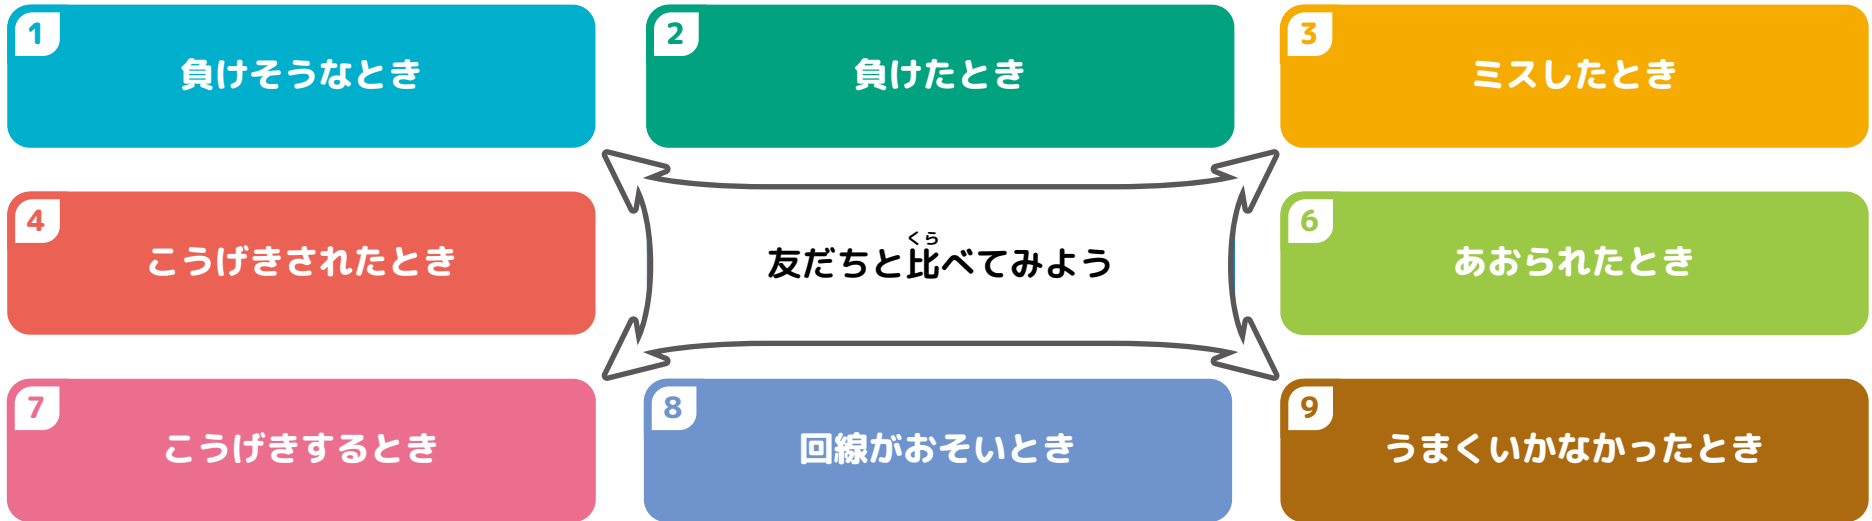 1
負けそうなとき
2
負けたとき
3
ミスしたとき
4
こうげきされたとき
くら
友だちと比べてみよう
6
あおられたとき
7
こうげきするとき
8
回線がおそいとき
9
うまくいかなかったとき